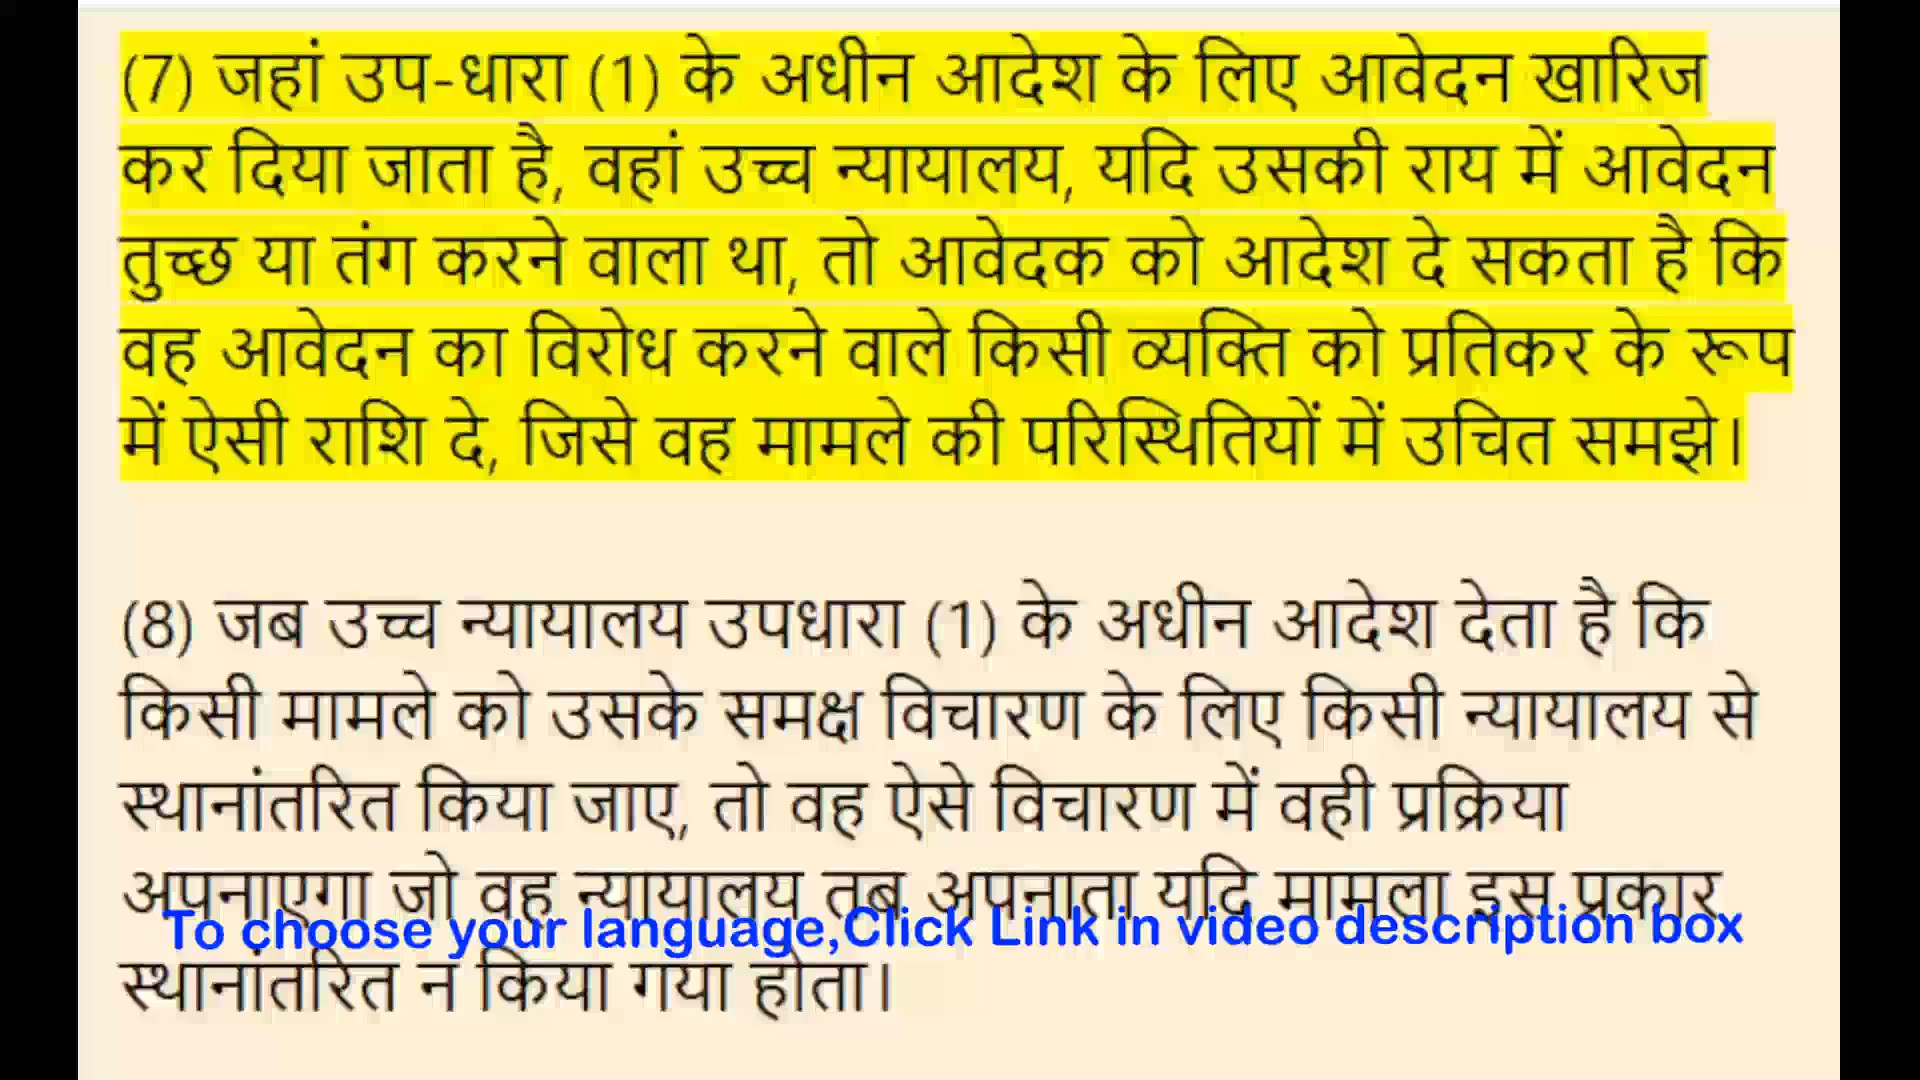 (7) जहां उप-धारा (1) के अधीन आदेश के लिए आवेदन खारिज
कर दिया जाता है, वहां उच्च न्यायालय, यदि उसकी राय में आवेदन
तुच्छ या तंग करने वाला था, तो आवेदक को आदेश दे सकता है कि
वह आवेदन का विरोध करने वाले किसी व्यक्ति को प्रतिकर के रूप
में ऐसी राशि दे, जिसे वह मामले की परिस्थितियों में उचित समझे।
(8) जब उच्च न्यायालय उपधारा (1) के अधीन आदेश देता है कि
किसी मामले को उसके समक्ष विचारण के लिए किसी न्यायालय से
स्थानांतरित किया जाए, तो वह ऐसे विचारण में वही प्रक्रिया
अपनाएगा जो वह न्यायालय तब अपनाता यदि मामला इस प्रकार
To choose your language,Click Link in video description box
स्थानांतरित न किया गया होता।